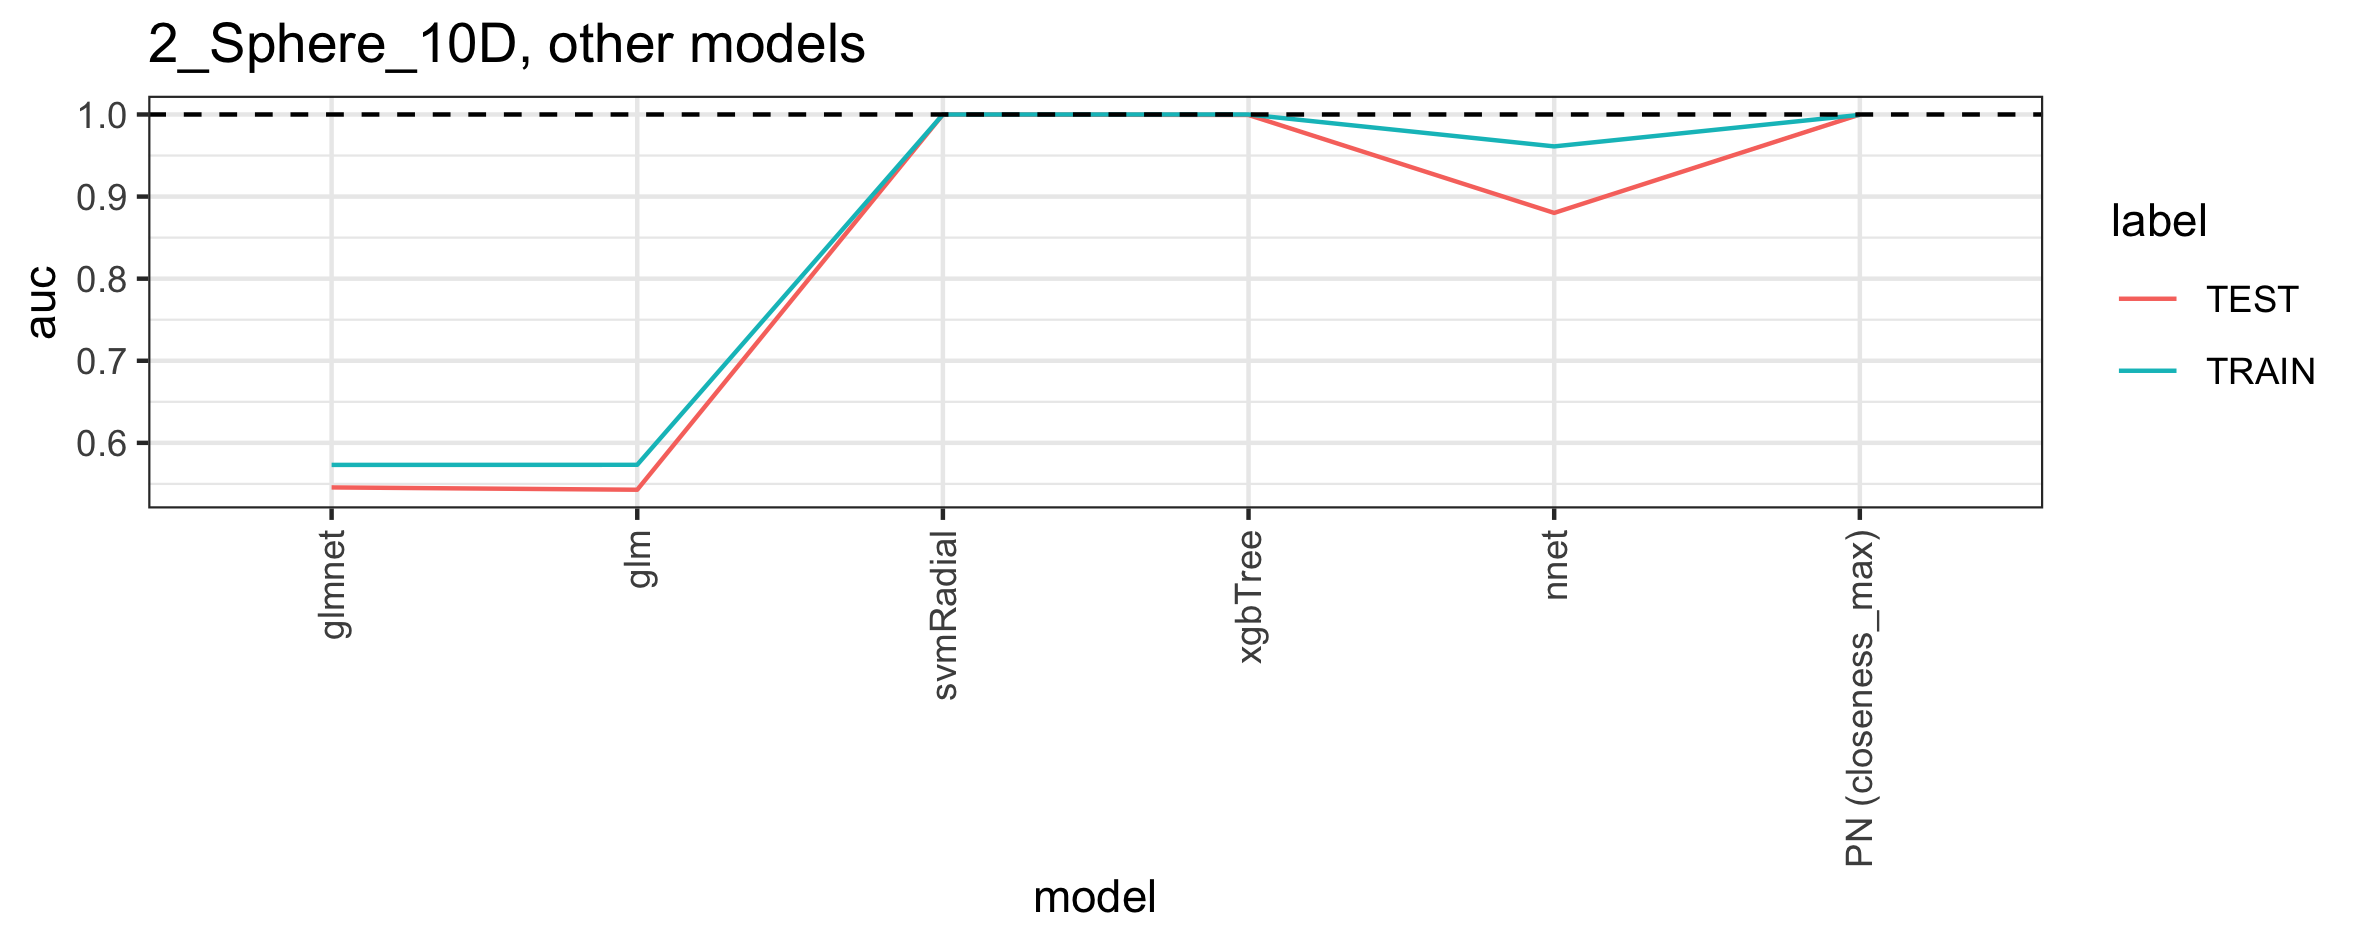 2_Sphere_10D, other models
1.0
0.9
0.8
0.7
0.6
auc
glmnet
glm
svmRadial
xgbTree
nnet
PN (closeness_max)
model
label
TEST
TRAIN